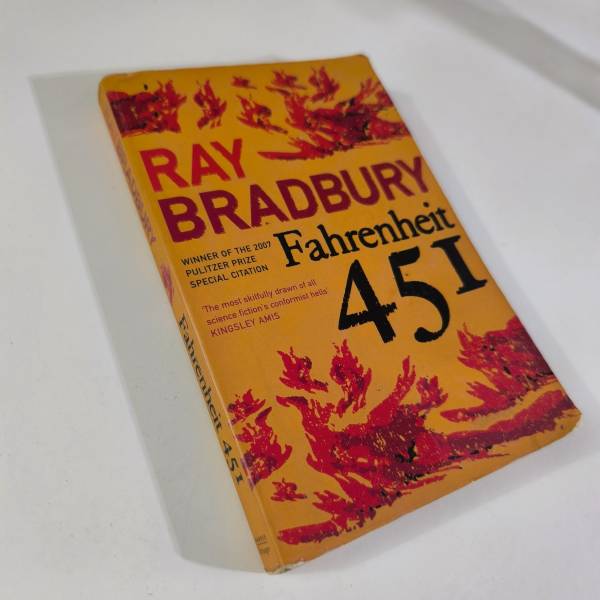 RAY
BRADBURY
WINNER OF THE 2007
PULITZER PRIZE
SPECIAL CITATION
Fahrenheit
451
'The most skilfully drawn of all
science fiction's conformist hells'
KINGSLEY AMIS
BRADBURY
Fahrenheit 451